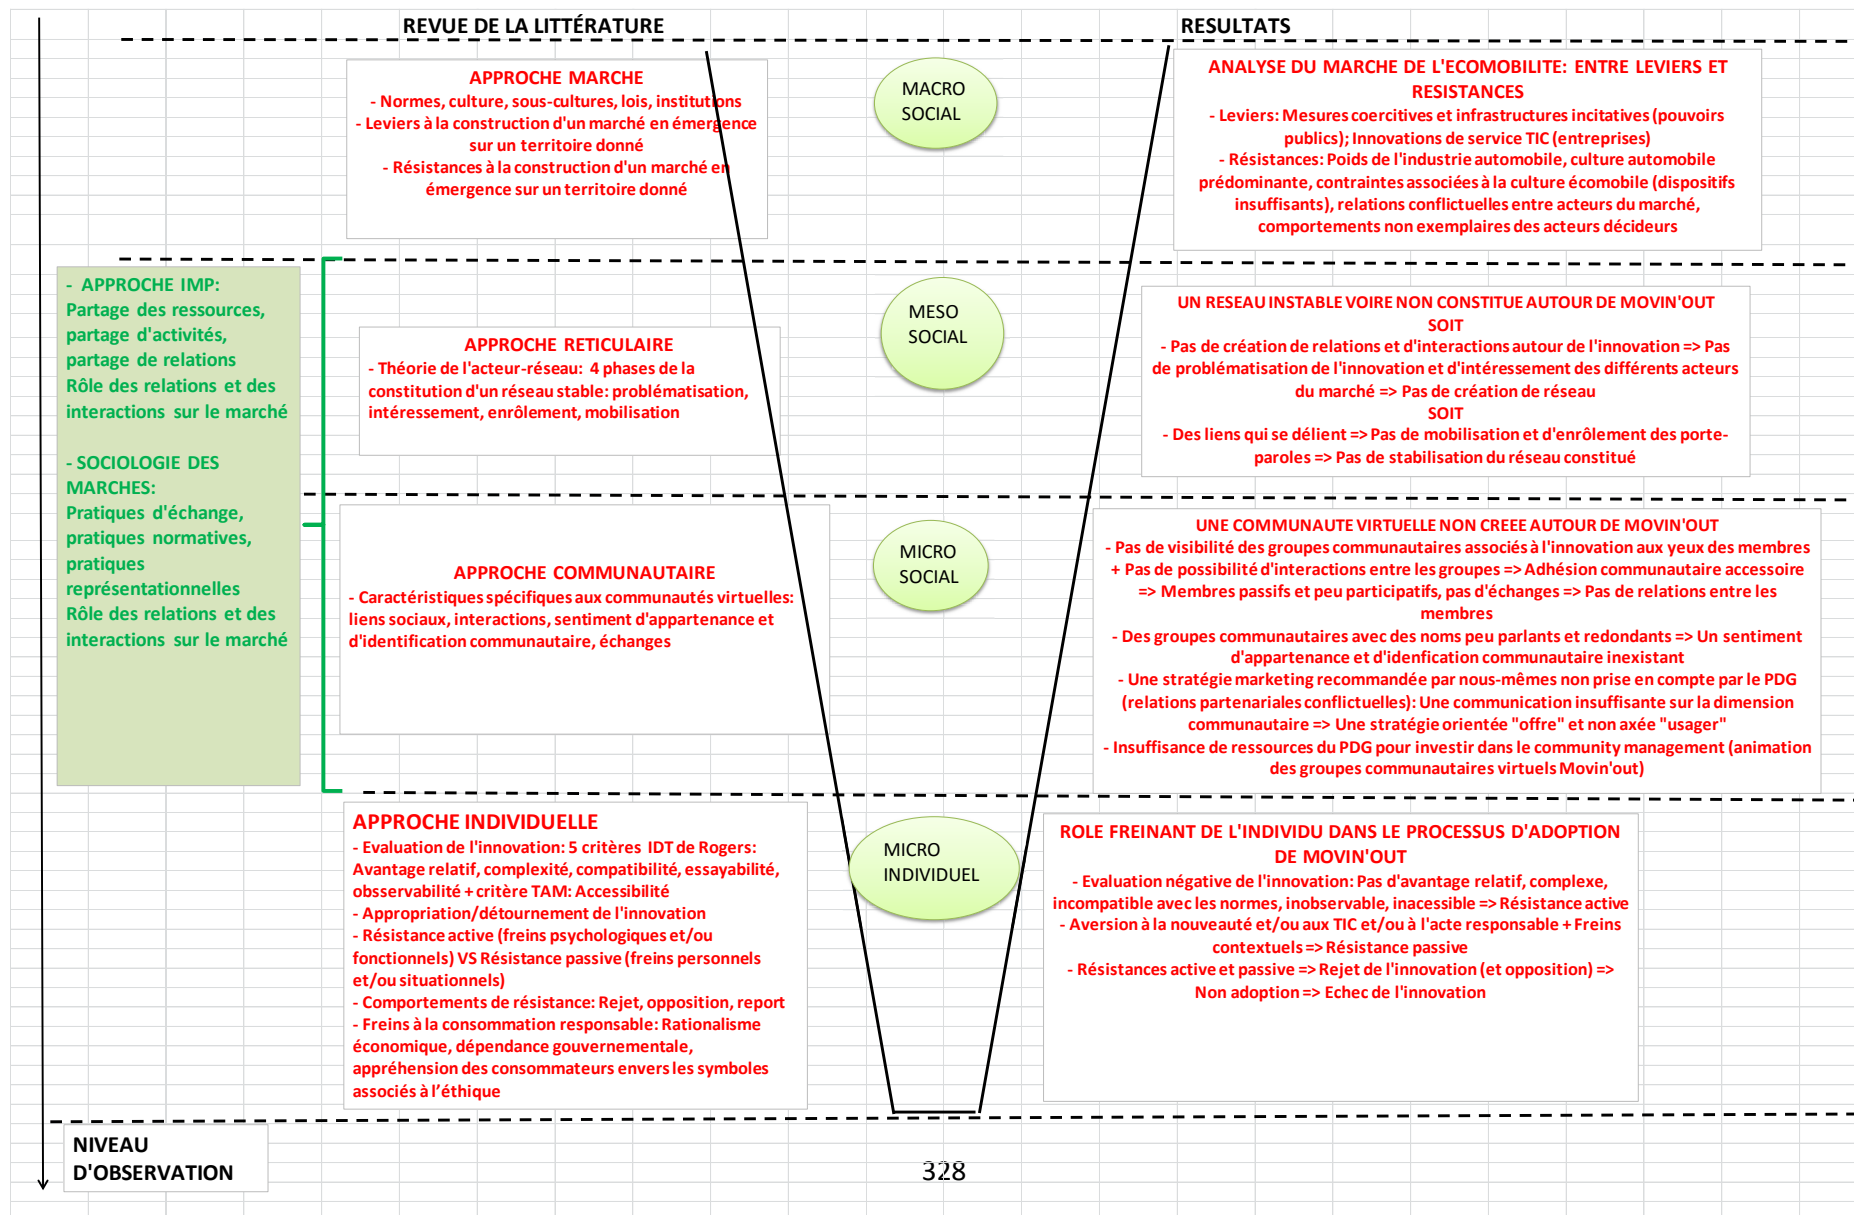 REVUE DE LA LITTÉRATURE
RESULTATS
APPROCHE MARCHE
- Normes, culture, sous-cultures, lois, institutions
- Leviers à la construction d'un marché en émergence
sur un territoire donné
- Résistances à la construction d'un marché en
émergence sur un territoire donné
MACRO
SOCIAL
ANALYSE DU MARCHE DE L'ECOMOBILITE: ENTRE LEVIERS ET
RESISTANCES
- Leviers: Mesures coercitives et infrastructures incitatives (pouvoirs
publics); Innovations de service TIC (entreprises)
- Résistances: Poids de l'industrie automobile, culture automobile
prédominante, contraintes associées à la culture écomobile (dispositifs
insuffisants), relations conflictuelles entre acteurs du marché,
comportements non exemplaires des acteurs décideurs
- APPROCHE IMP:
Partage des ressources,
partage d'activités,
partage de relations
Rôle des relations et des
interactions sur le marché
- SOCIOLOGIE DES
MARCHES:
Pratiques d'échange,
pratiques normatives,
pratiques
représentationnelles
Rôle des relations et des
interactions sur le marché
APPROCHE RETICULAIRE
- Théorie de l'acteur-réseau: 4 phases de la
constitution d'un réseau stable: problématisation,
intéressement, enrôlement, mobilisation
MESO
SOCIAL
UN RESEAU INSTABLE VOIRE NON CONSTITUE AUTOUR DE MOVIN'OUT
SOIT
- Pas de création de relations et d'interactions autour de l'innovation => Pas
de problématisation de l'innovation et d'intéressement des différents acteurs
du marché => Pas de création de réseau
SOIT
- Des liens qui se délient => Pas de mobilisation et d'enrôlement des porte-
paroles => Pas de stabilisation du réseau constitué
APPROCHE COMMUNAUTAIRE
- Caractéristiques spécifiques aux communautés virtuelles:
liens sociaux, interactions, sentiment d'appartenance et
d'identification communautaire, échanges
MICRO
SOCIAL
UNE COMMUNAUTE VIRTUELLE NON CREEE AUTOUR DE MOVIN'OUT
- Pas de visibilité des groupes communautaires associés à l'innovation aux yeux des membres
+ Pas de possibilité d'interactions entre les groupes => Adhésion communautaire accessoire
=> Membres passifs et peu participatifs, pas d'échanges => Pas de relations entre les
membres
- Des groupes communautaires avec des noms peu parlants et redondants => Un sentiment
d'appartenance et d'idenfication communautaire inexistant
- Une stratégie marketing recommandée par nous-mêmes non prise en compte par le PDG
(relations partenariales conflictuelles): Une communication insuffisante sur la dimension
communautaire => Une stratégie orientée "offre" et non axée "usager"
- Insuffisance de ressources du PDG pour investir dans le community management (animation
des groupes communautaires virtuels Movin'out)
APPROCHE INDIVIDUELLE
- Evaluation de l'innovation: 5 critères IDT de Rogers:
Avantage relatif, complexité, compatibilité, essayabilité,
obsservabilité + critère TAM: Accessibilité
- Appropriation/détournement de l'innovation
- Résistance active (freins psychologiques et/ou
fonctionnels) VS Résistance passive (freins personnels
et/ou situationnels)
- Comportements de résistance: Rejet, opposition, report
- Freins à la consommation responsable: Rationalisme
économique, dépendance gouvernementale,
appréhension des consommateurs envers les symboles
associés à l'éthique
MICRO
INDIVIDUEL
ROLE FREINANT DE L'INDIVIDU DANS LE PROCESSUS D'ADOPTION
DE MOVIN'OUT
- Evaluation négative de l'innovation: Pas d'avantage relatif, complexe,
incompatible avec les normes, inobservable, inacessible => Résistance active
- Aversion à la nouveauté et/ou aux TIC et/ou à l'acte responsable + Freins
contextuels => Résistance passive
- Résistances active et passive => Rejet de l'innovation (et opposition) =>
Non adoption => Echec de l'innovation
NIVEAU
D'OBSERVATION
328